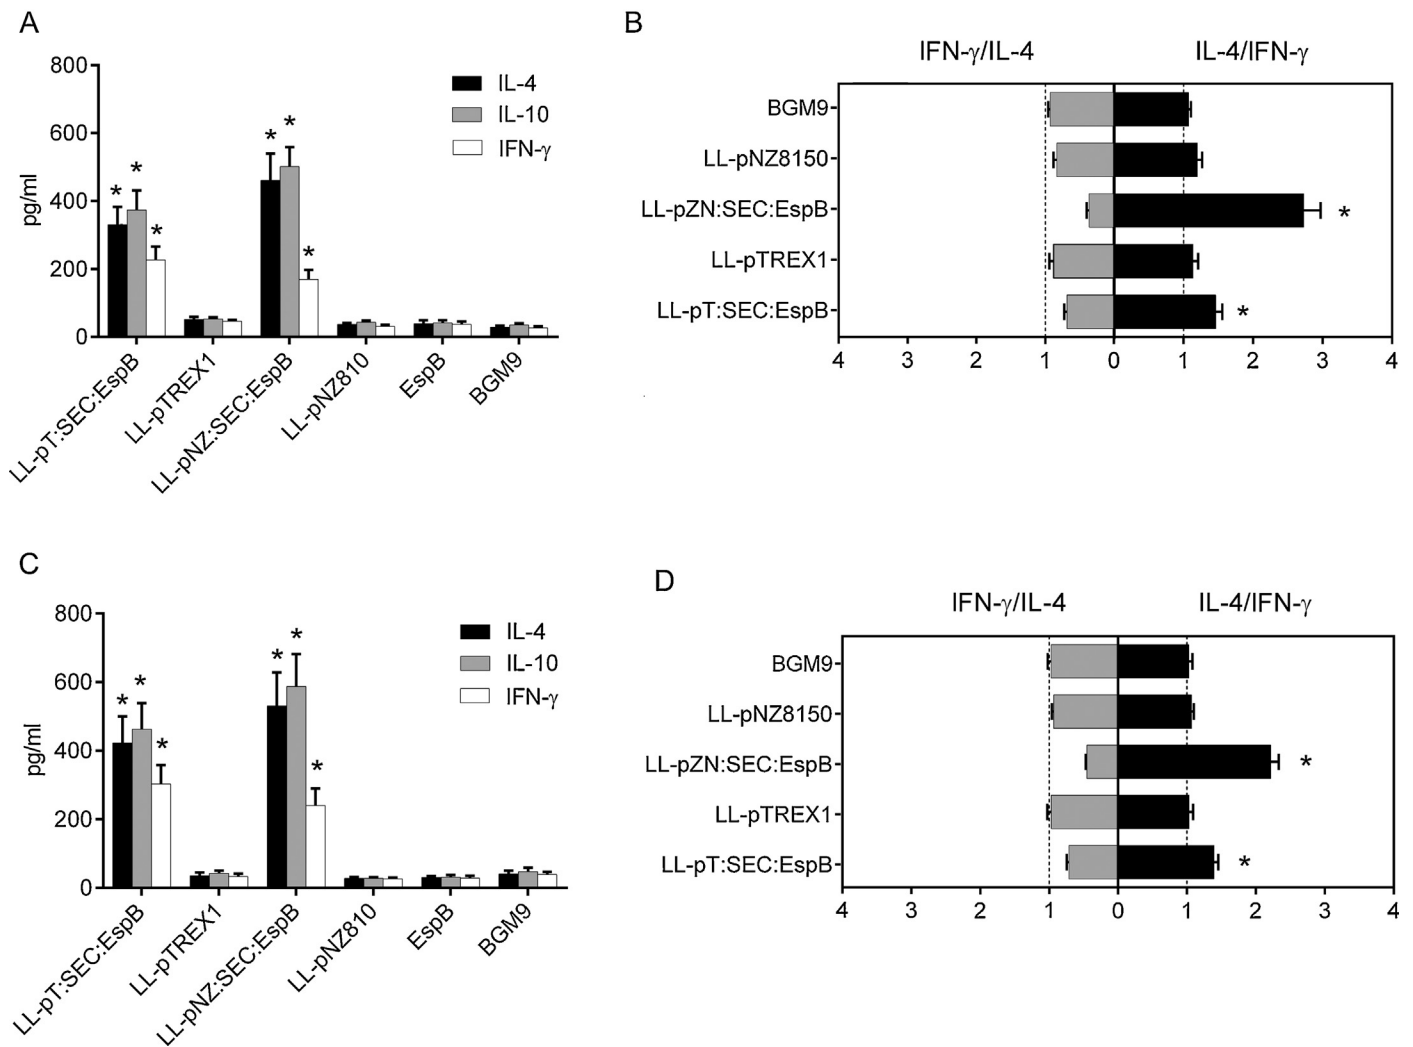 A
800
600
400
200
0
pg/ml
IL-4
IL-10
IFN-γ
* * *
* * *
LL-pT:SEC:EspB
LL-pTREX1
LL-pNZ:SEC:EspB
LL-pNZ810
EspB
BGM9
B
IFN-γ/IL-4 IL-4/IFN-γ
BGM9
LL-pNZ8150
LL-pZN:SEC:EspB *
LL-pTREX1
LL-pT:SEC:EspB *
4 3 2 1 0 1 2 3 4
C
800
600
400
200
0
pg/ml
IL-4
IL-10
IFN-γ
* * *
* * *
LL-pT:SEC:EspB
LL-pTREX1
LL-pNZ:SEC:EspB
LL-pNZ810
EspB
BGM9
D
IFN-γ/IL-4 IL-4/IFN-γ
BGM9
LL-pNZ8150
LL-pZN:SEC:EspB *
LL-pTREX1
LL-pT:SEC:EspB *
4 3 2 1 0 1 2 3 4